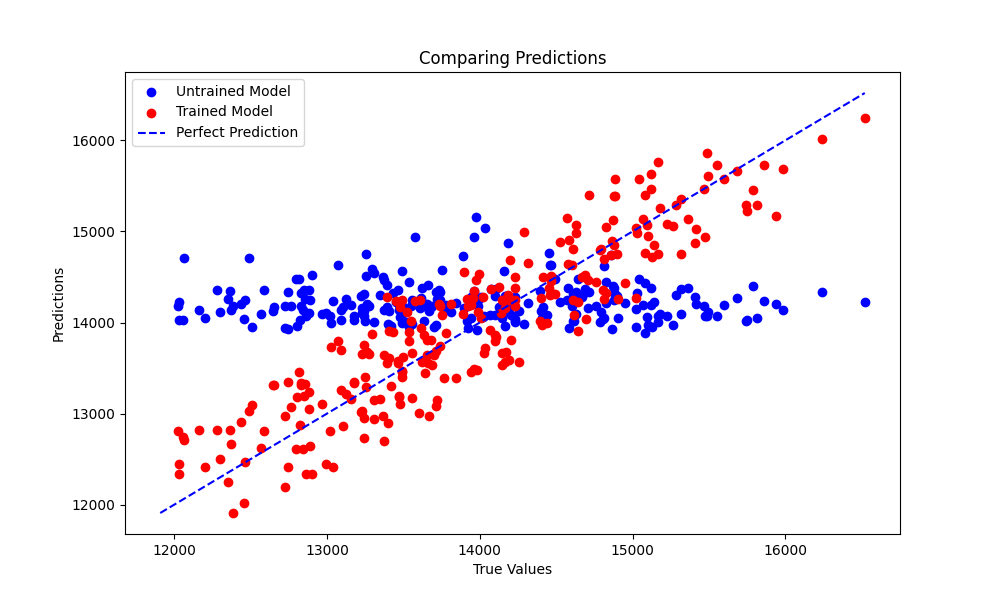 Comparing Predictions
Untrained Model
Trained Model
Perfect Prediction
16000
15000
14000
13000
12000
Predictions
12000 13000 14000 15000 16000
True Values